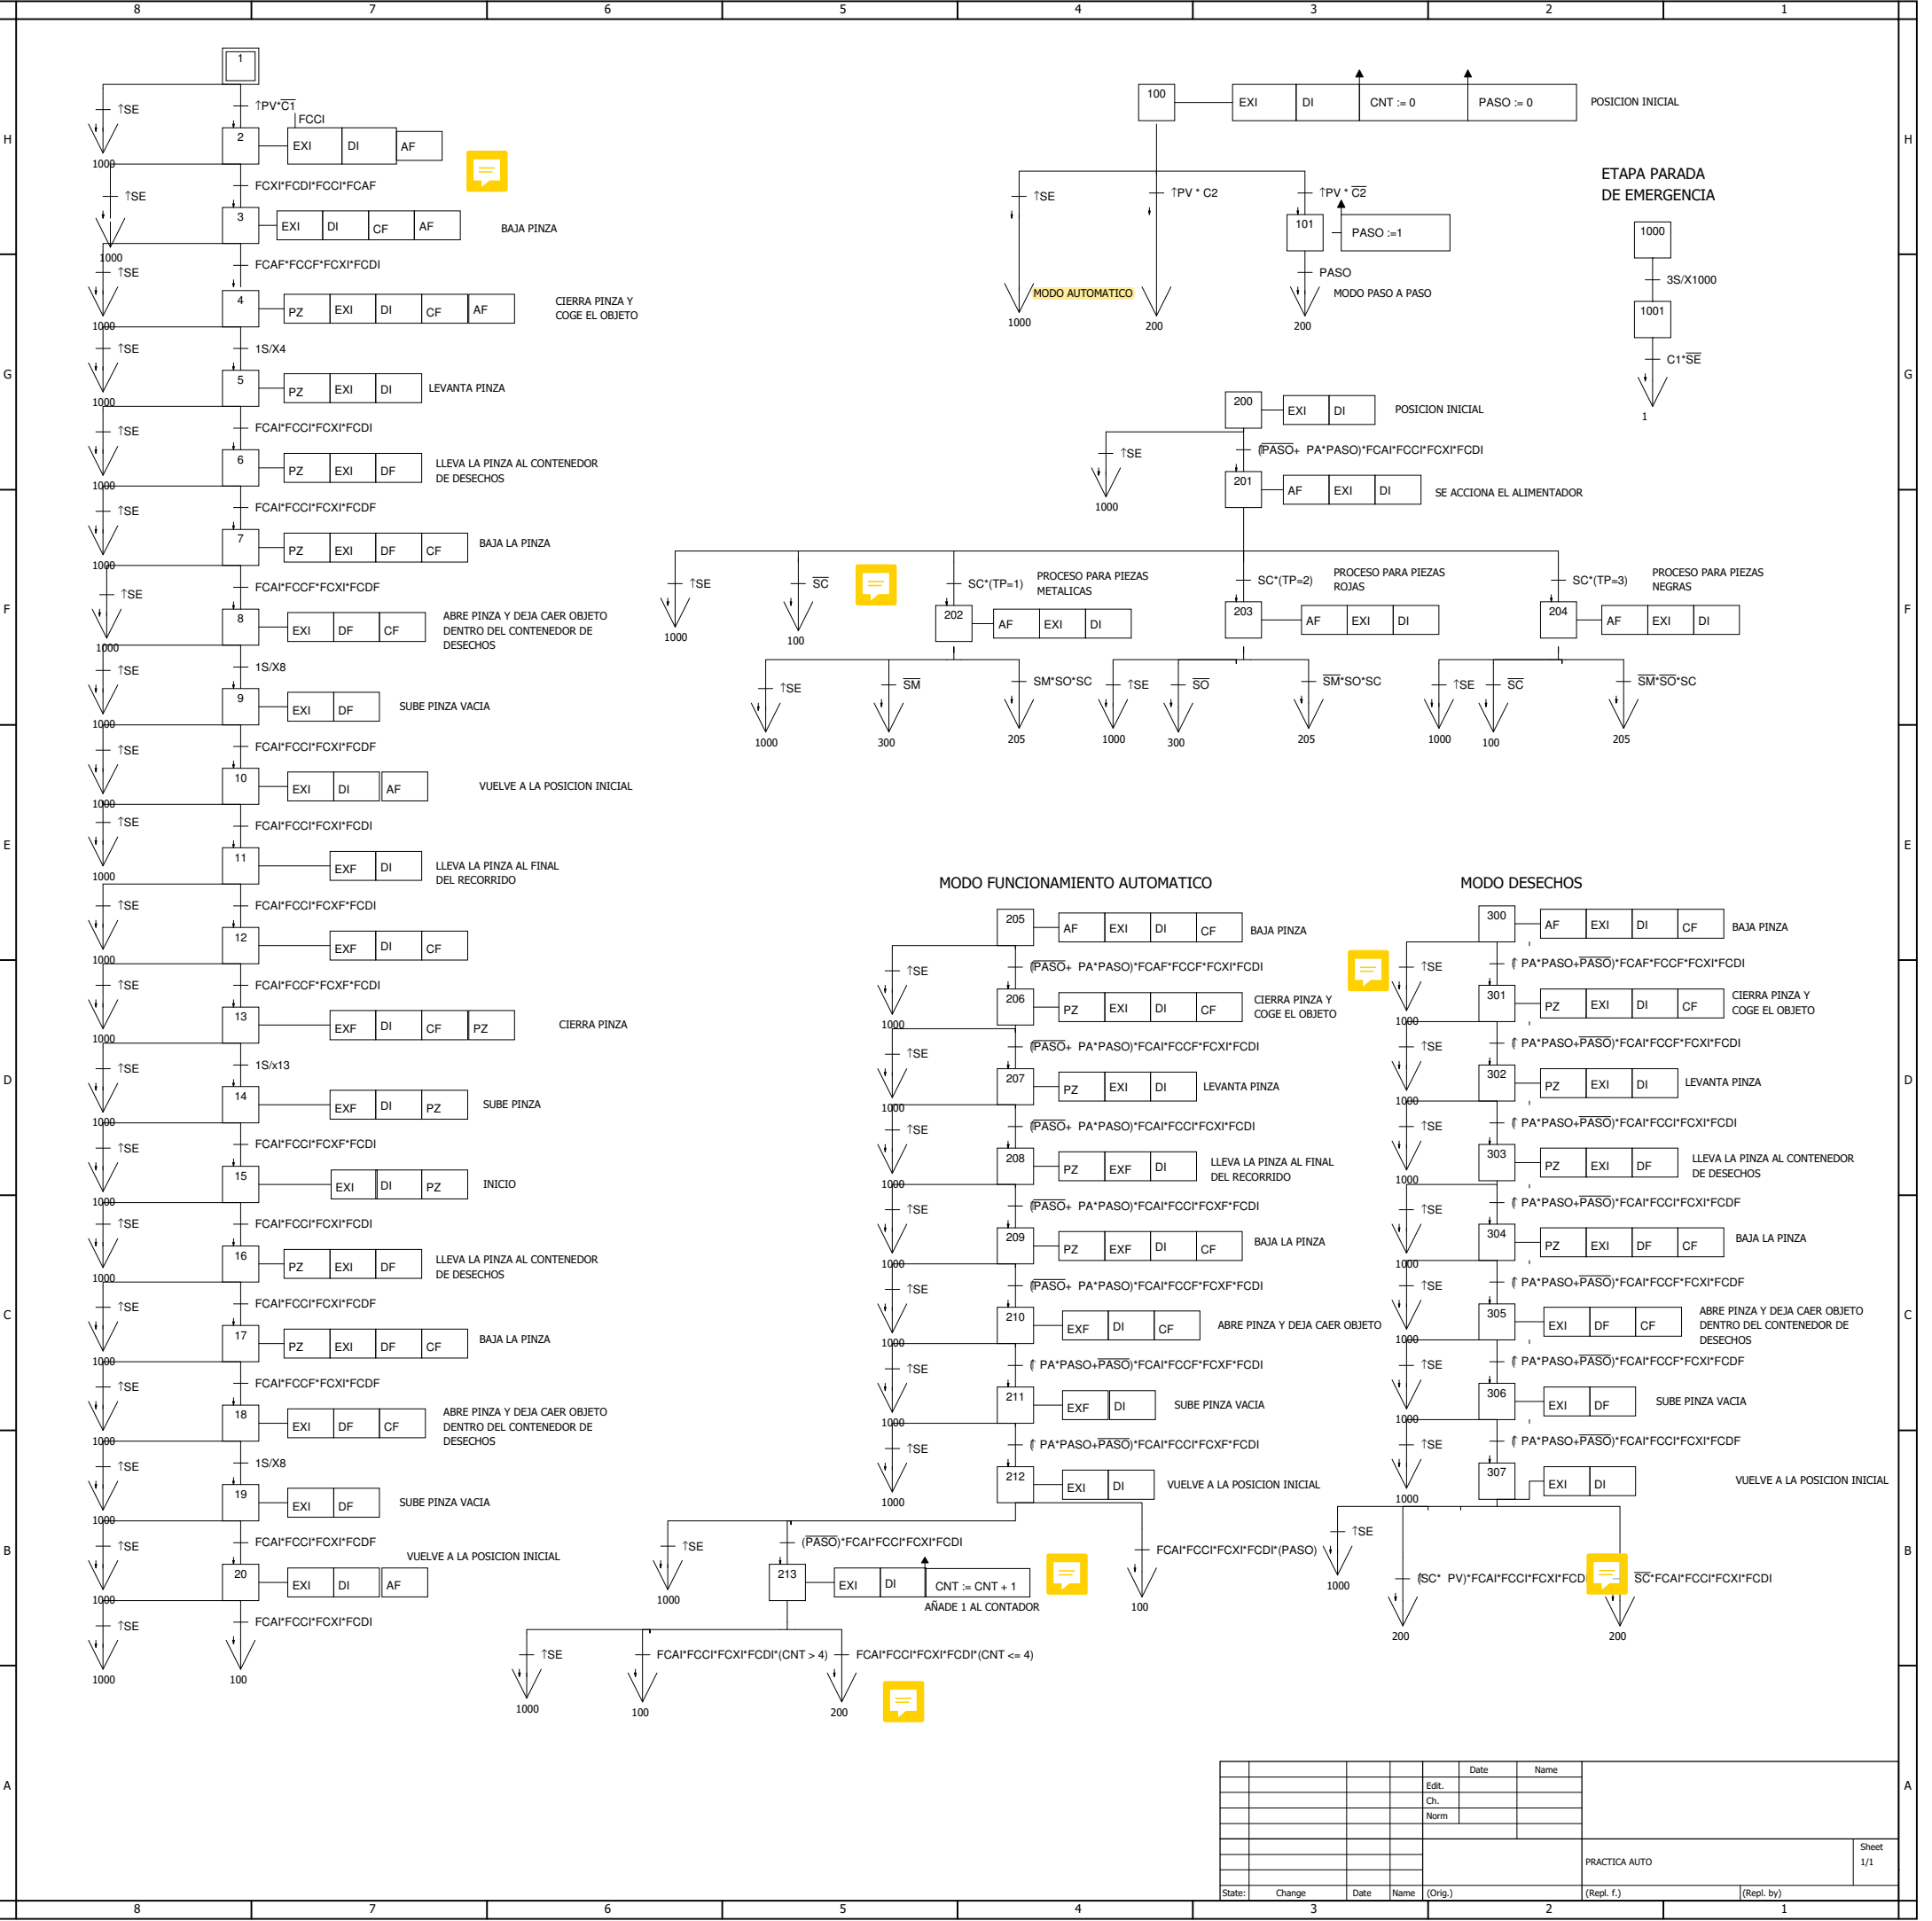 8 7 6 5 4 3 2 1
H
G
F
E
D
C
B
A
1
↑SE
↑PV*C̅1̅
FCCI
1000
2
EXI DI AF
↑SE
FCXI*FCDI*FCCI*FCAF
1000
3
EXI DI CF AF
BAJA PINZA
↑SE
FCAF*FCCF*FCXI*FCDI
1000
4
PZ EXI DI CF AF
CIERRA PINZA Y
COGE EL OBJETO
↑SE
1S/X4
1000
5
PZ EXI DI
LEVANTA PINZA
↑SE
FCAI*FCCI*FCXI*FCDI
1000
6
PZ EXI DF
LLEVA LA PINZA AL CONTENEDOR
DE DESECHOS
↑SE
FCAI*FCCI*FCXI*FCDF
1000
7
PZ EXI DF CF
BAJA LA PINZA
↑SE
FCAI*FCCF*FCXI*FCDF
1000
8
EXI DF CF
ABRE PINZA Y DEJA CAER OBJETO
DENTRO DEL CONTENEDOR DE
DESECHOS
↑SE
1S/X8
1000
9
EXI DF
SUBE PINZA VACIA
↑SE
FCAI*FCCI*FCXI*FCDF
1000
10
EXI DI AF
VUELVE A LA POSICION INICIAL
↑SE
FCAI*FCCI*FCXI*FCDI
1000
11
EXF DI
LLEVA LA PINZA AL FINAL
DEL RECORRIDO
↑SE
FCAI*FCCI*FCXF*FCDI
1000
12
EXF DI CF
↑SE
FCAI*FCCF*FCXF*FCDI
1000
13
EXF DI CF PZ
CIERRA PINZA
↑SE
1S/x13
1000
14
EXF DI PZ
SUBE PINZA
↑SE
FCAI*FCCI*FCXF*FCDI
1000
15
EXI DI PZ
INICIO
↑SE
FCAI*FCCI*FCXI*FCDI
1000
16
PZ EXI DF
LLEVA LA PINZA AL CONTENEDOR
DE DESECHOS
↑SE
FCAI*FCCI*FCXI*FCDF
1000
17
PZ EXI DF CF
BAJA LA PINZA
↑SE
FCAI*FCCF*FCXI*FCDF
1000
18
EXI DF CF
ABRE PINZA Y DEJA CAER OBJETO
DENTRO DEL CONTENEDOR DE
DESECHOS
↑SE
1S/X8
1000
19
EXI DF
SUBE PINZA VACIA
↑SE
FCAI*FCCI*FCXI*FCDF
1000
20
EXI DI AF
VUELVE A LA POSICION INICIAL
↑SE
FCAI*FCCI*FCXI*FCDI
1000
100
100
EXI DI CNT := 0 PASO := 0
POSICION INICIAL
↑SE
↑PV * C2
↑PV * C̅2̅
101
PASO :=1
PASO
MODO AUTOMATICO
MODO PASO A PASO
1000
200
200
ETAPA PARADA
DE EMERGENCIA
1000
3S/X1000
1001
C1*S̅E̅
1
200
EXI DI
POSICION INICIAL
↑SE
(P̅A̅S̅O̅+ PA*PASO)*FCAI*FCCI*FCXI*FCDI
1000
201
AF EXI DI
SE ACCIONA EL ALIMENTADOR
↑SE
1000
S̅C̅
100
SC*(TP=1)
PROCESO PARA PIEZAS
METALICAS
202
AF EXI DI
SC*(TP=2)
PROCESO PARA PIEZAS
ROJAS
203
AF EXI DI
SC*(TP=3)
PROCESO PARA PIEZAS
NEGRAS
204
AF EXI DI
↑SE
S̅M̅
SM*SO*SC
1000
300
205
↑SE
S̅O̅
S̅M̅*SO*SC
1000
300
205
↑SE
S̅C̅
S̅M̅*S̅O̅*SC
1000
100
205
MODO FUNCIONAMIENTO AUTOMATICO
205
AF EXI DI CF
BAJA PINZA
↑SE
(P̅A̅S̅O̅+ PA*PASO)*FCAF*FCCF*FCXI*FCDI
1000
206
PZ EXI DI CF
CIERRA PINZA Y
COGE EL OBJETO
↑SE
(P̅A̅S̅O̅+ PA*PASO)*FCAI*FCCF*FCXI*FCDI
1000
207
PZ EXI DI
LEVANTA PINZA
↑SE
(P̅A̅S̅O̅+ PA*PASO)*FCAI*FCCI*FCXI*FCDI
1000
208
PZ EXF DI
LLEVA LA PINZA AL FINAL
DEL RECORRIDO
↑SE
(P̅A̅S̅O̅+ PA*PASO)*FCAI*FCCI*FCXF*FCDI
1000
209
PZ EXF DI CF
BAJA LA PINZA
↑SE
(P̅A̅S̅O̅+ PA*PASO)*FCAI*FCCF*FCXF*FCDI
1000
210
EXF DI CF
ABRE PINZA Y DEJA CAER OBJETO
↑SE
( PA*PASO+P̅A̅S̅O̅)*FCAI*FCCF*FCXF*FCDI
1000
211
EXF DI
SUBE PINZA VACIA
↑SE
( PA*PASO+P̅A̅S̅O̅)*FCAI*FCCI*FCXF*FCDI
1000
212
EXI DI
VUELVE A LA POSICION INICIAL
↑SE
1000
(P̅A̅S̅O̅)*FCAI*FCCI*FCXI*FCDI
FCAI*FCCI*FCXI*FCDI*(PASO)
100
213
EXI DI CNT := CNT + 1
AÑADE 1 AL CONTADOR
↑SE
FCAI*FCCI*FCXI*FCDI*(CNT > 4)
FCAI*FCCI*FCXI*FCDI*(CNT <= 4)
1000
100
200
MODO DESECHOS
300
AF EXI DI CF
BAJA PINZA
↑SE
( PA*PASO+P̅A̅S̅O̅)*FCAF*FCCF*FCXI*FCDI
1000
301
PZ EXI DI CF
CIERRA PINZA Y
COGE EL OBJETO
↑SE
( PA*PASO+P̅A̅S̅O̅)*FCAI*FCCF*FCXI*FCDI
1000
302
PZ EXI DI
LEVANTA PINZA
↑SE
( PA*PASO+P̅A̅S̅O̅)*FCAI*FCCI*FCXI*FCDI
1000
303
PZ EXI DF
LLEVA LA PINZA AL CONTENEDOR
DE DESECHOS
↑SE
( PA*PASO+P̅A̅S̅O̅)*FCAI*FCCI*FCXI*FCDF
1000
304
PZ EXI DF CF
BAJA LA PINZA
↑SE
( PA*PASO+P̅A̅S̅O̅)*FCAI*FCCF*FCXI*FCDF
1000
305
EXI DF CF
ABRE PINZA Y DEJA CAER OBJETO
DENTRO DEL CONTENEDOR DE
DESECHOS
↑SE
( PA*PASO+P̅A̅S̅O̅)*FCAI*FCCF*FCXI*FCDF
1000
306
EXI DF
SUBE PINZA VACIA
↑SE
( PA*PASO+P̅A̅S̅O̅)*FCAI*FCCI*FCXI*FCDF
1000
307
EXI DI
VUELVE A LA POSICION INICIAL
↑SE
1000
(SC* PV)*FCAI*FCCI*FCXI*FCD
200
S̅C̅*FCAI*FCCI*FCXI*FCDI
200
Date Name
Edit.
Ch.
Norm
PRACTICA AUTO
Sheet
1/1
State: Change Date Name (Orig.) (Repl. f.) (Repl. by)
8 7 6 5 4 3 2 1
H
G
F
E
D
C
B
A